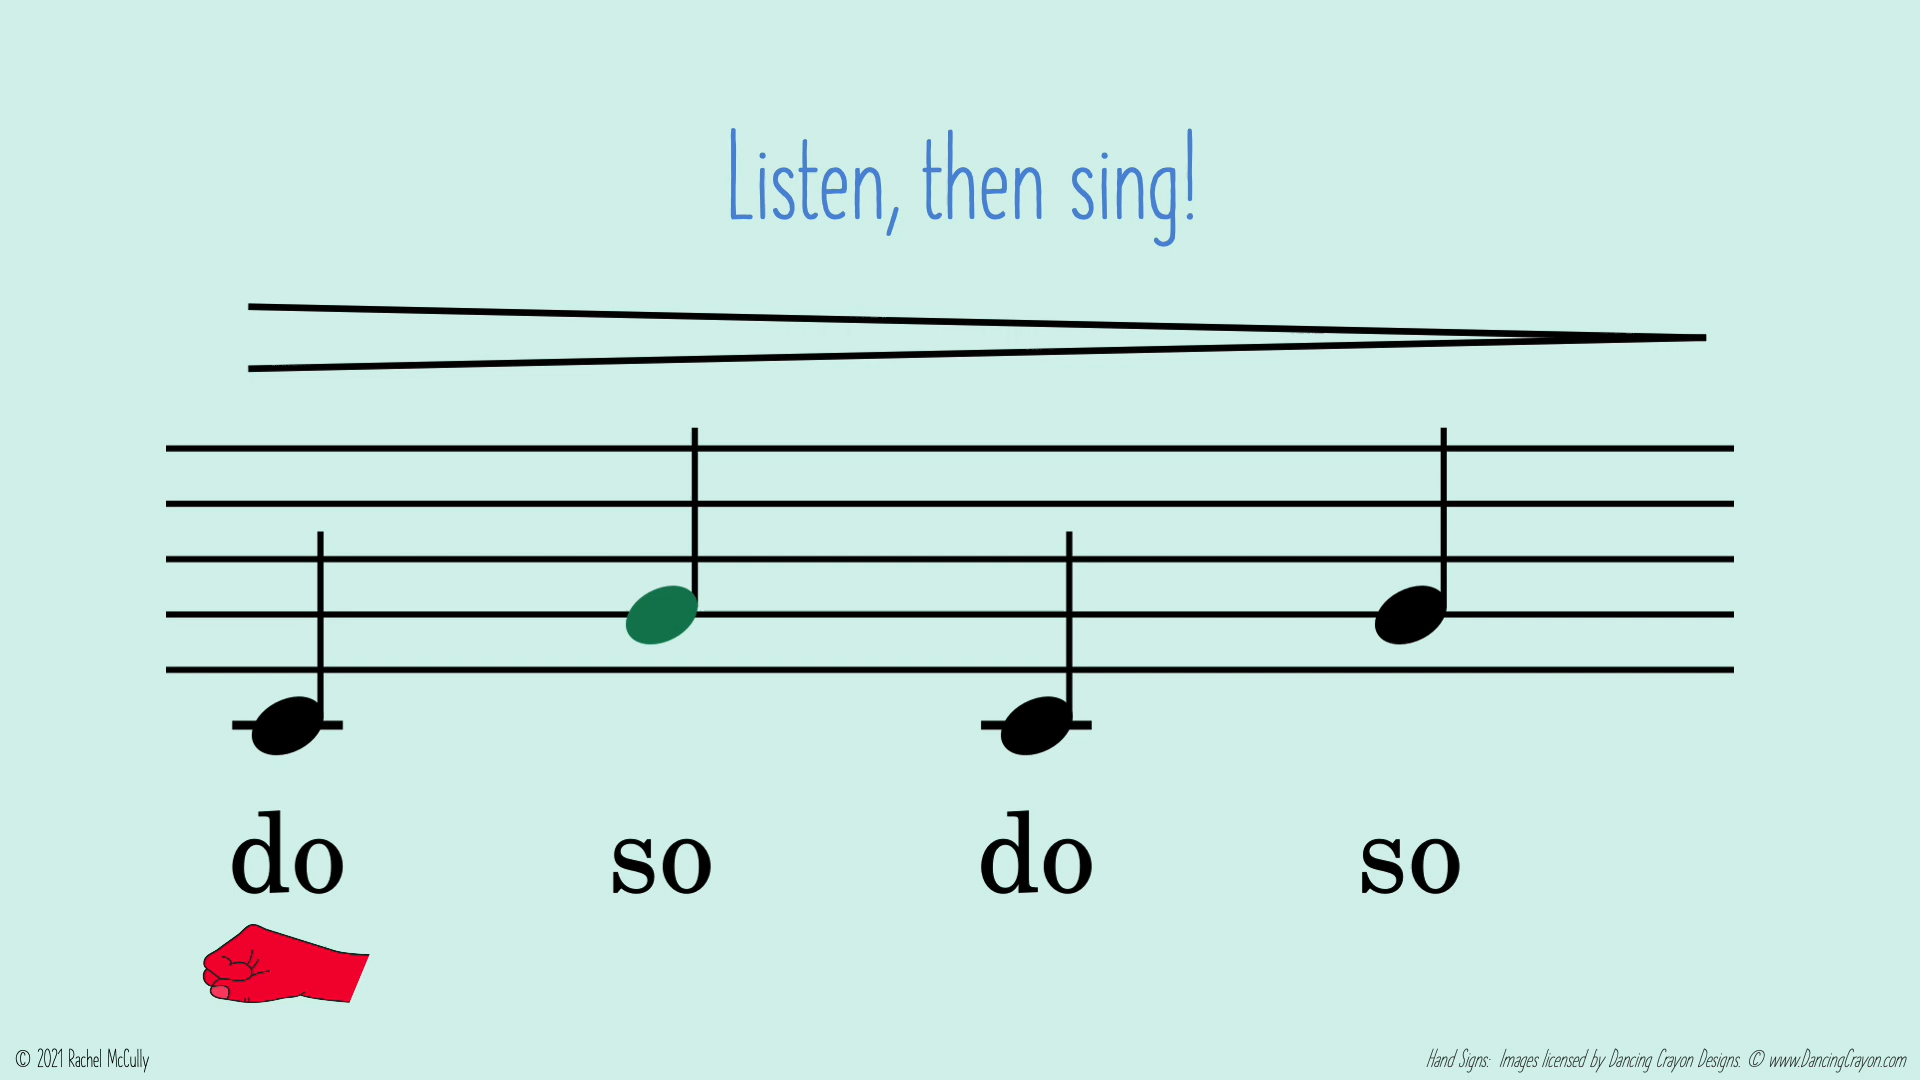 Listen, then sing!
do so do so
© 2021 Rachel McCully
Hand Signs: Images licensed by Dancing Crayon Designs. © www.DancingCrayon.com